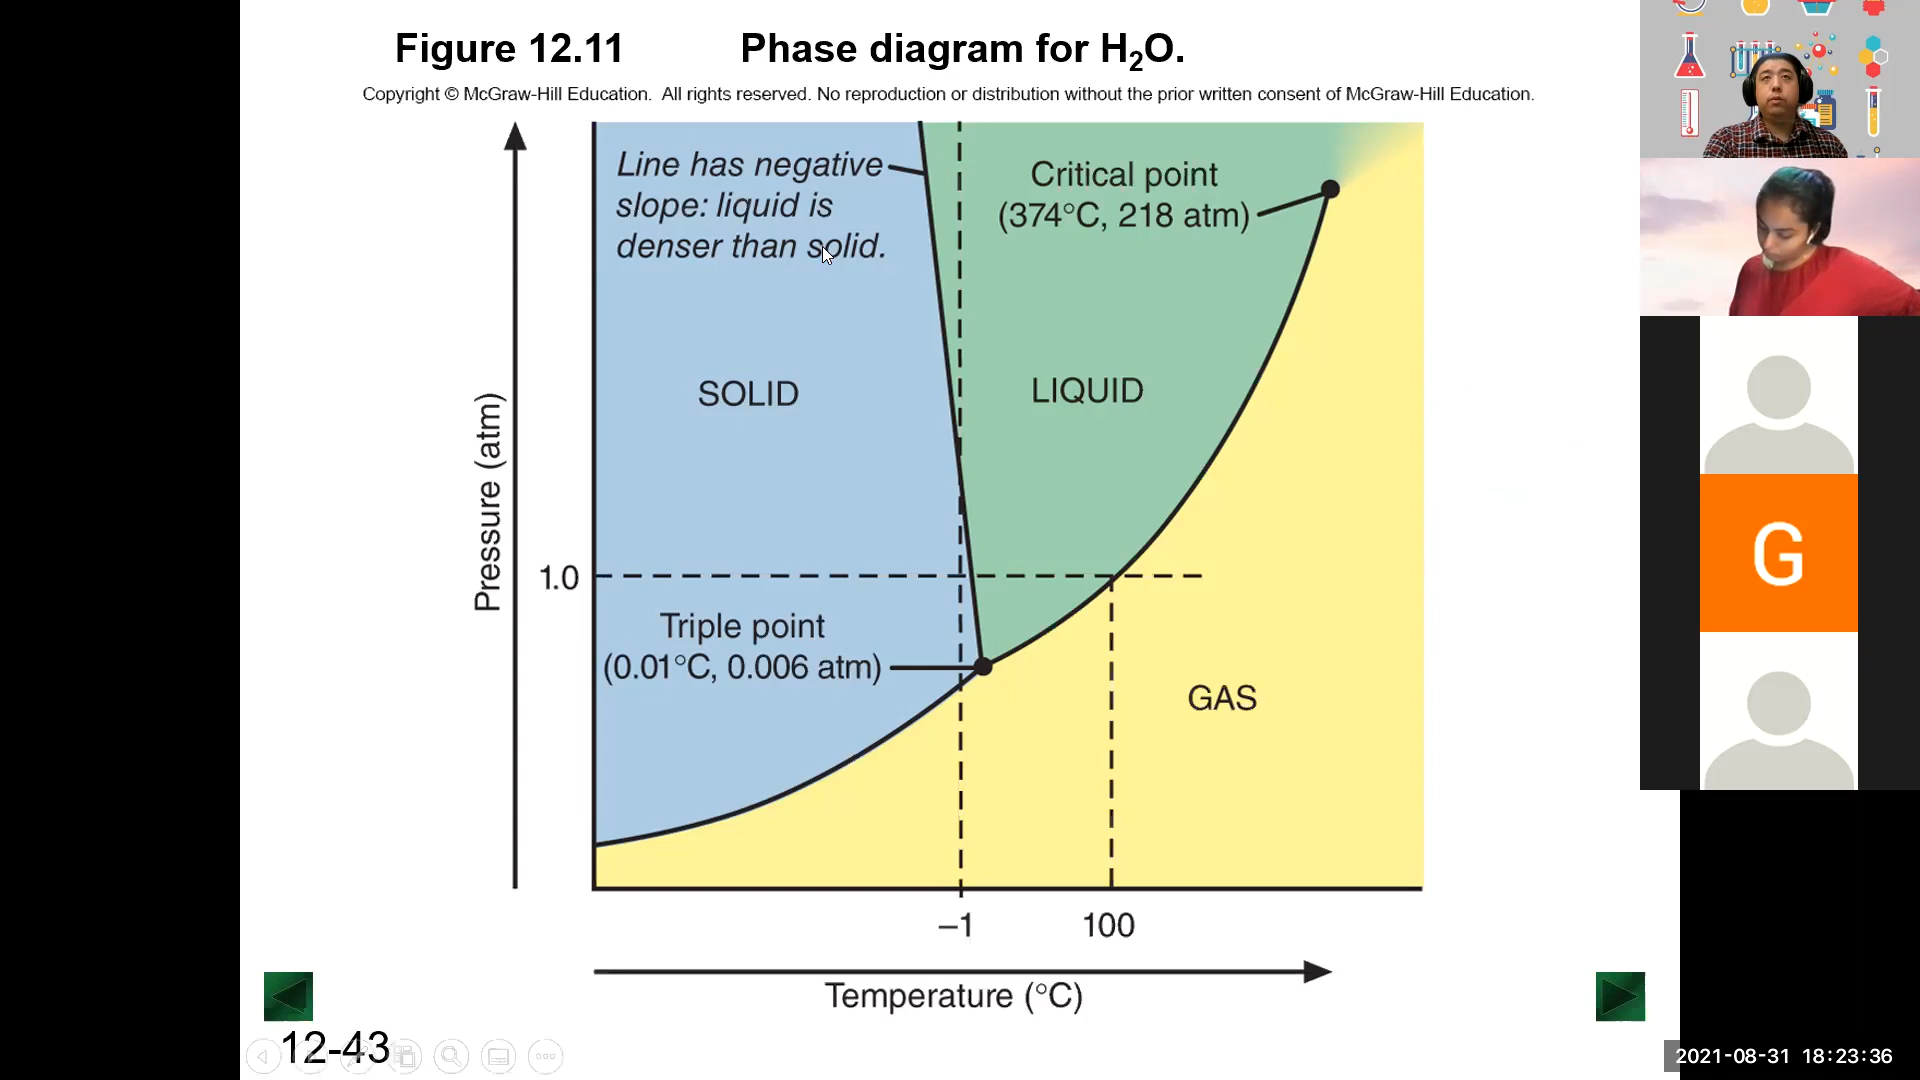 Figure 12.11 Phase diagram for H₂O.
Copyright © McGraw-Hill Education. All rights reserved. No reproduction or distribution without the prior written consent of McGraw-Hill Education.
Line has negative
slope: liquid is
denser than solid.
Critical point
(374°C, 218 atm)
SOLID
LIQUID
Pressure (atm)
G
1.0
Triple point
(0.01°C, 0.006 atm)
GAS
–1
100
Temperature (°C)
12-43
2021-08-31 18:23:36